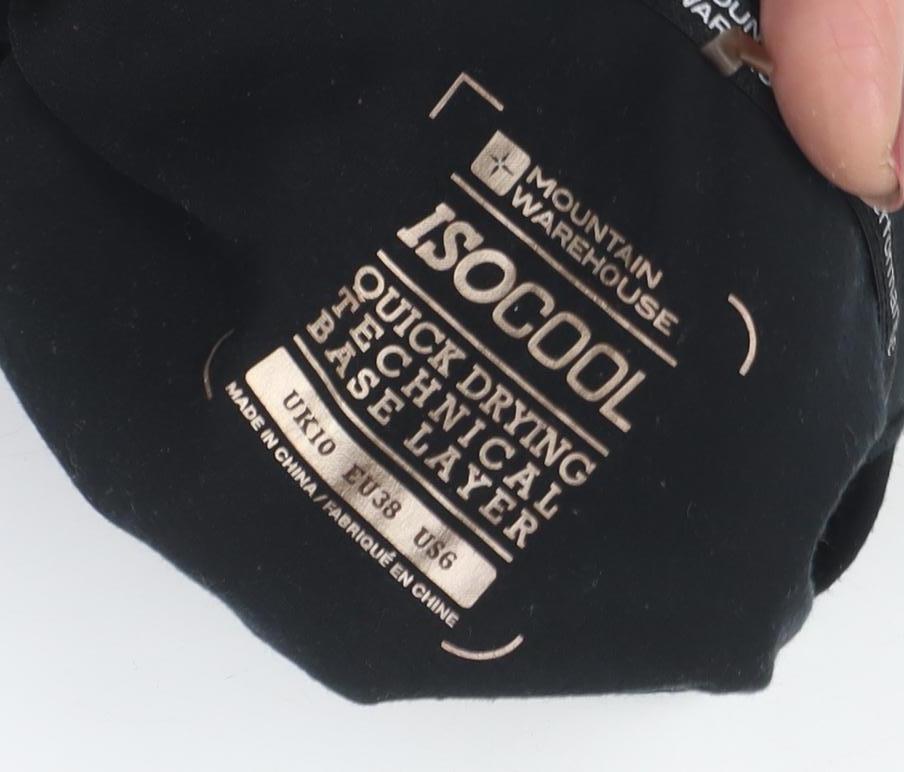 MOUNTAIN
WAREHOUSE
ISOCOOL
QUICK DRYING
TECHNICAL
BASE LAYER
UK10 EU38 US6
MADE IN CHINA / FABRIQUÉ EN CHINE